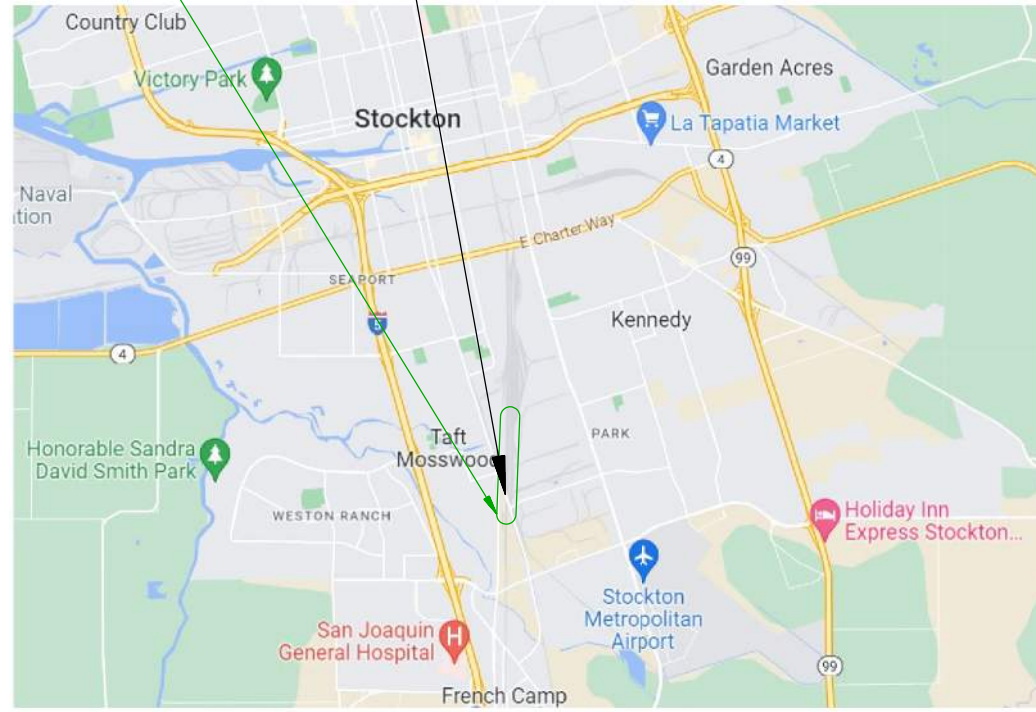 Country Club
Victory Park
Garden Acres
Stockton
La Tapatia Market
4
Naval
tion
E Charter Way
99
SEAPORT
5
Kennedy
4
Taft
Mosswood
PARK
Honorable Sandra
David Smith Park
WESTON RANCH
Holiday Inn
Express Stockton...
Stockton
Metropolitan
Airport
San Joaquin
General Hospital
H
99
French Camp